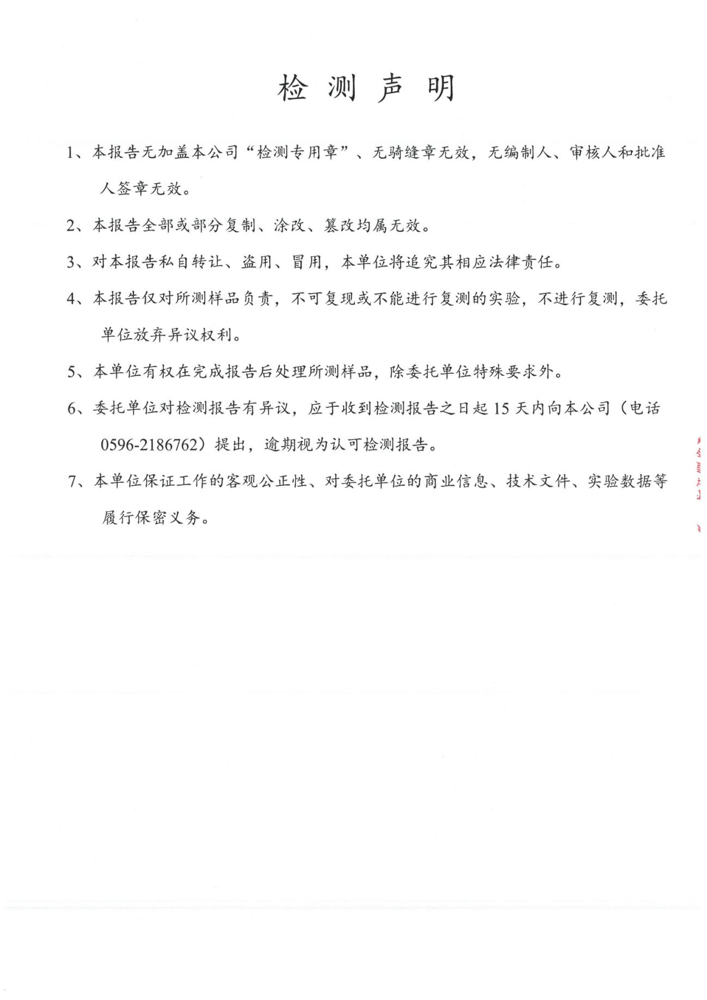 检测声明
1、本报告无加盖本公司“检测专用章”、无骑缝章无效，无编制人、审核人和批准
人签章无效。
2、本报告全部或部分复制、涂改、篡改均属无效。
3、对本报告私自转让、盗用、冒用，本单位将追究其相应法律责任。
4、本报告仅对所测样品负责，不可复现或不能进行复测的实验，不进行复测，委托
单位放弃异议权利。
5、本单位有权在完成报告后处理所测样品，除委托单位特殊要求外。
6、委托单位对检测报告有异议，应于收到检测报告之日起 15 天内向本公司（电话
0596-2186762）提出，逾期视为认可检测报告。
7、本单位保证工作的客观公正性、对委托单位的商业信息、技术文件、实验数据等
履行保密义务。